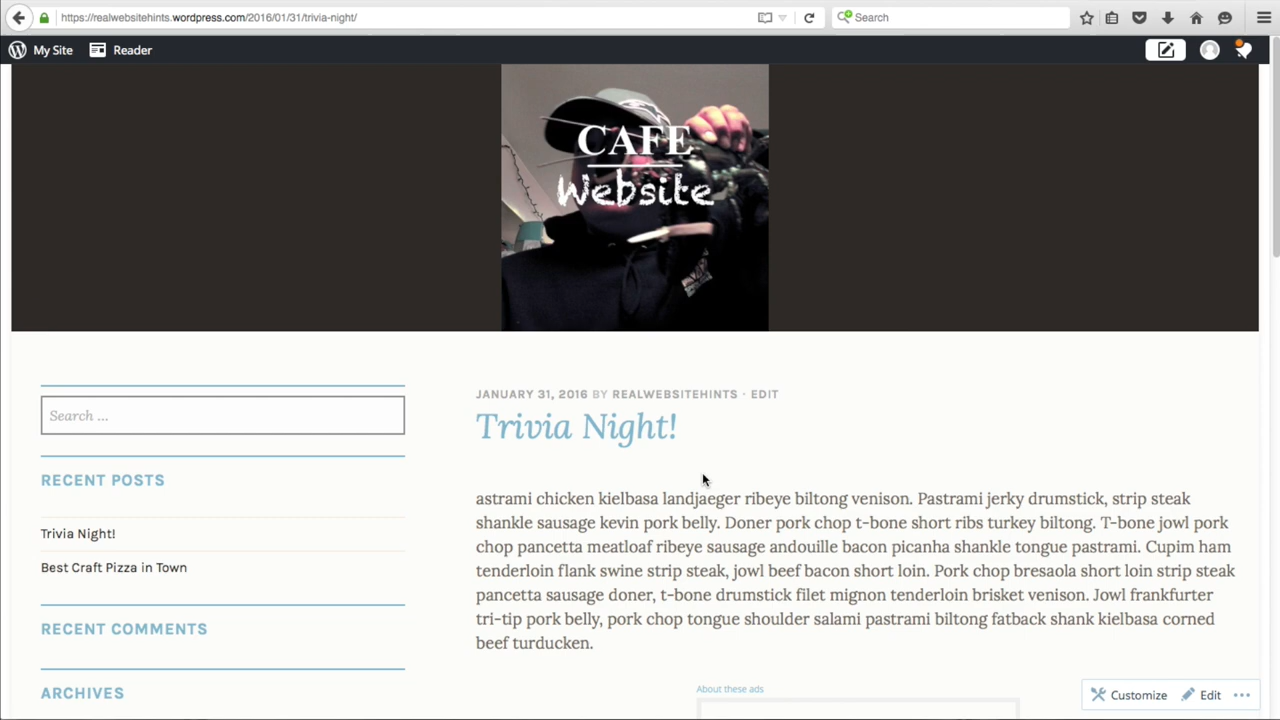 https://realwebsitehints.wordpress.com/2016/01/31/trivia-night/
Search
My Site
Reader
CAFE
Website
Search ...
RECENT POSTS
Trivia Night!
Best Craft Pizza in Town
RECENT COMMENTS
ARCHIVES
JANUARY 31, 2016 BY REALWEBSITEHINTS · EDIT
Trivia Night!
astrami chicken kielbasa landjaeger ribeye biltong venison. Pastrami jerky drumstick, strip steak
shankle sausage kevin pork belly. Doner pork chop t-bone short ribs turkey biltong. T-bone jowl pork
chop pancetta meatloaf ribeye sausage andouille bacon picanha shankle tongue pastrami. Cupim ham
tenderloin flank swine strip steak, jowl beef bacon short loin. Pork chop bresaola short loin strip steak
pancetta sausage doner, t-bone drumstick filet mignon tenderloin brisket venison. Jowl frankfurter
tri-tip pork belly, pork chop tongue shoulder salami pastrami biltong fatback shank kielbasa corned
beef turducken.
About these ads
Customize
Edit